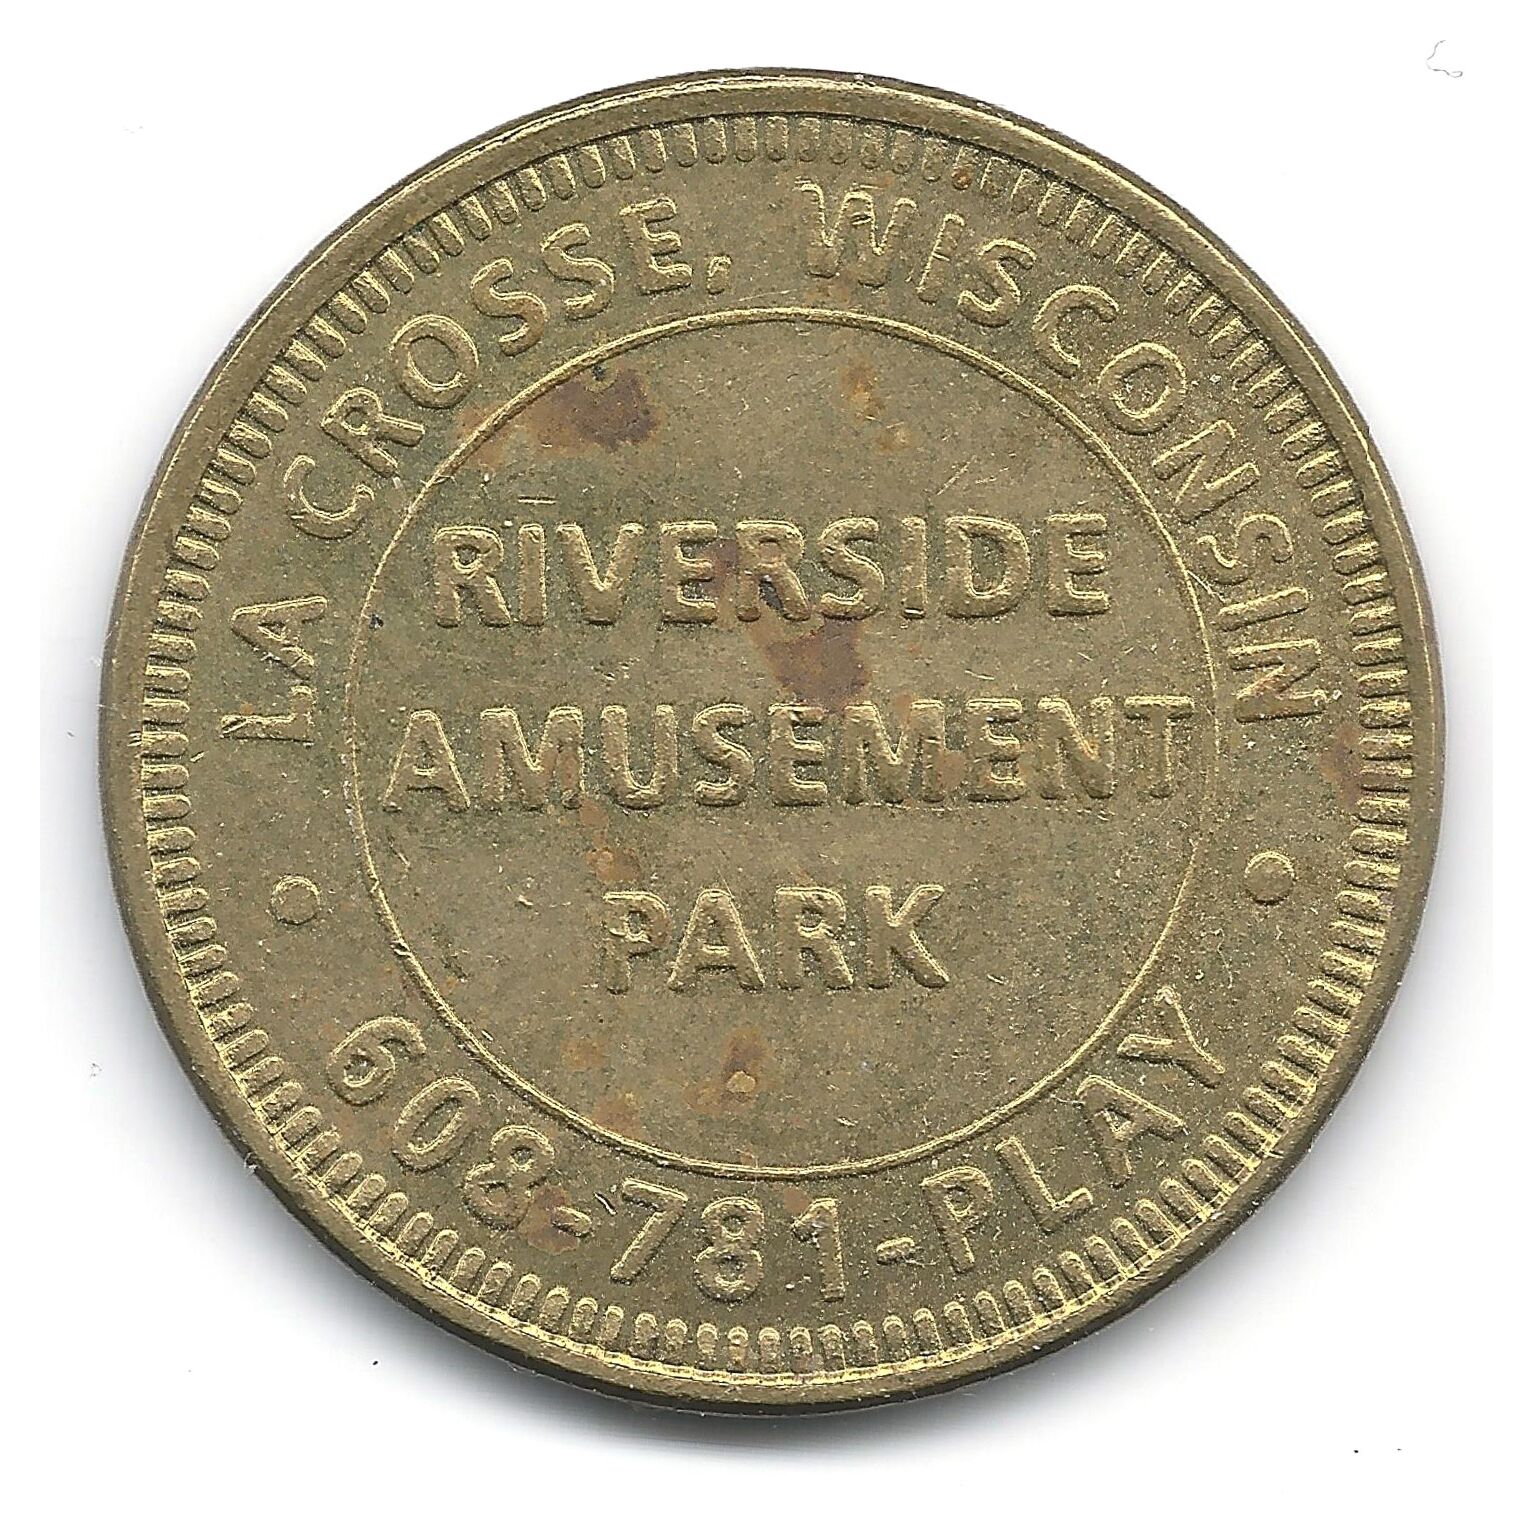 LA CROSSE, WISCONSIN
RIVERSIDE
AMUSEMENT
PARK
608-781-PLAY